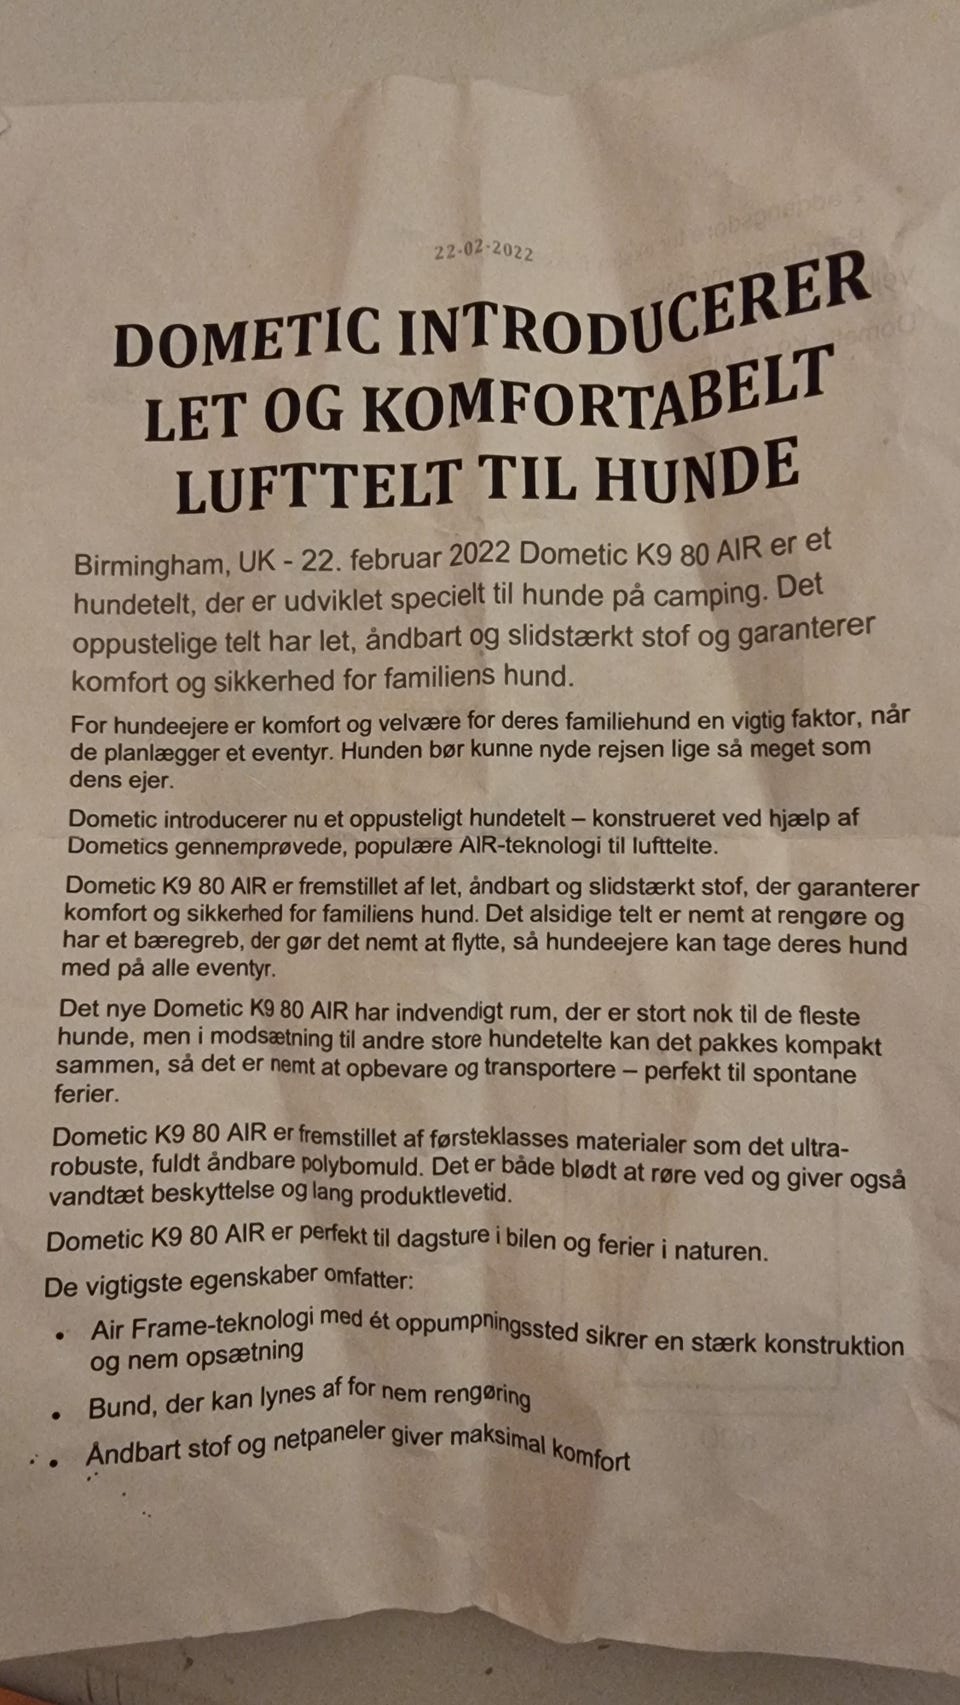 22-02-2022
DOMETIC INTRODUCERER
LET OG KOMFORTABELT
LUFTTELT TIL HUNDE
Birmingham, UK - 22. februar 2022 Dometic K9 80 AIR er et
hundetelt, der er udviklet specielt til hunde på camping. Det
oppustelige telt har let, åndbart og slidstærkt stof og garanterer
komfort og sikkerhed for familiens hund.
For hundeejere er komfort og velvære for deres familiehund en vigtig faktor, når
de planlægger et eventyr. Hunden bør kunne nyde rejsen lige så meget som
dens ejer.
Dometic introducerer nu et oppusteligt hundetelt – konstrueret ved hjælp af
Dometics gennemprøvede, populære AIR-teknologi til lufttelte.
Dometic K9 80 AIR er fremstillet af let, åndbart og slidstærkt stof, der garanterer
komfort og sikkerhed for familiens hund. Det alsidige telt er nemt at rengøre og
har et bæregreb, der gør det nemt at flytte, så hundeejere kan tage deres hund
med på alle eventyr.
Det nye Dometic K9 80 AIR har indvendigt rum, der er stort nok til de fleste
hunde, men i modsætning til andre store hundetelte kan det pakkes kompakt
sammen, så det er nemt at opbevare og transportere – perfekt til spontane
ferier.
Dometic K9 80 AIR er fremstillet af førsteklasses materialer som det ultra-
robuste, fuldt åndbare polybomuld. Det er både blødt at røre ved og giver også
vandtæt beskyttelse og lang produktlevetid.
Dometic K9 80 AIR er perfekt til dagsture i bilen og ferier i naturen.
De vigtigste egenskaber omfatter:
• Air Frame-teknologi med ét oppumpningssted sikrer en stærk konstruktion
og nem opsætning
• Bund, der kan lynes af for nem rengøring
• Åndbart stof og netpaneler giver maksimal komfort